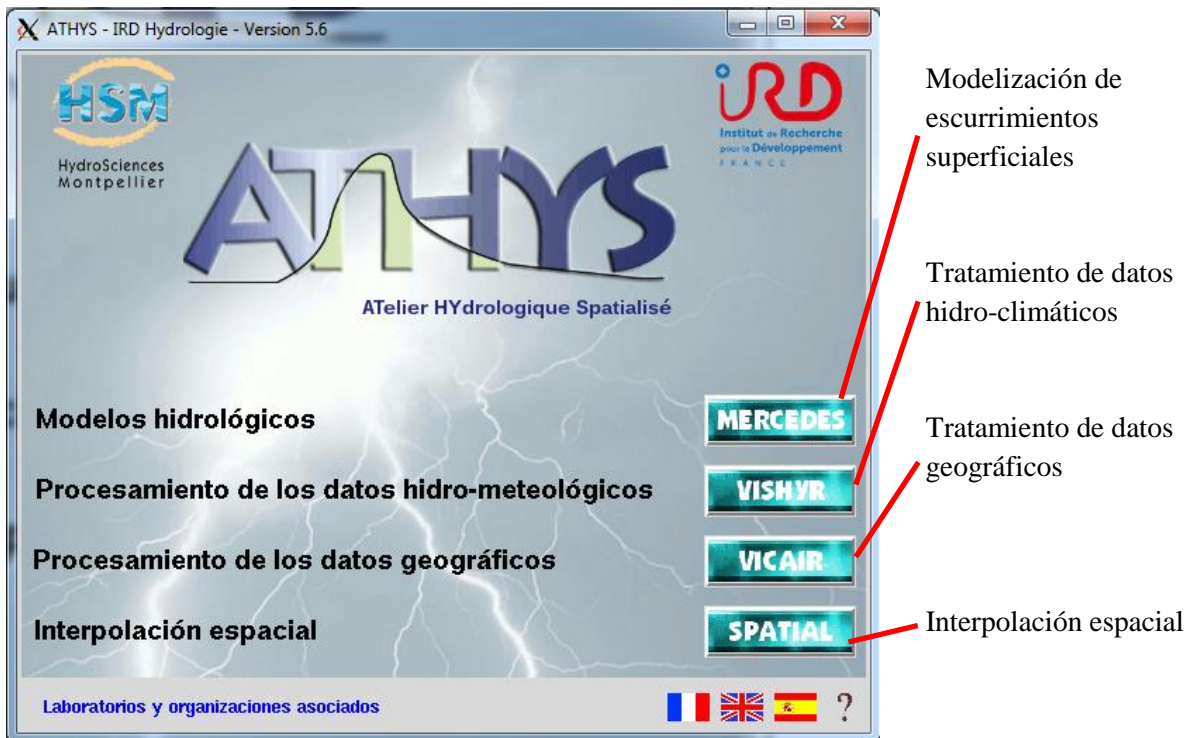 ATHYS - IRD Hydrologie - Version 5.6
HSM
HydroSciences
Montpellier
IRD
Institut de Recherche
pour le Développement
FRANCE
ATHYS
ATelier HYdrologique Spatialisé
Modelos hidrológicos
MERCEDES
Procesamiento de los datos hidro-meteológicos
VISHYR
Procesamiento de los datos geográficos
VICAIR
Interpolación espacial
SPATIAL
Laboratorios y organizaciones asociados
?
Modelización de
escurrimientos
superficiales
Tratamiento de datos
hidro-climáticos
Tratamiento de datos
geográficos
Interpolación espacial